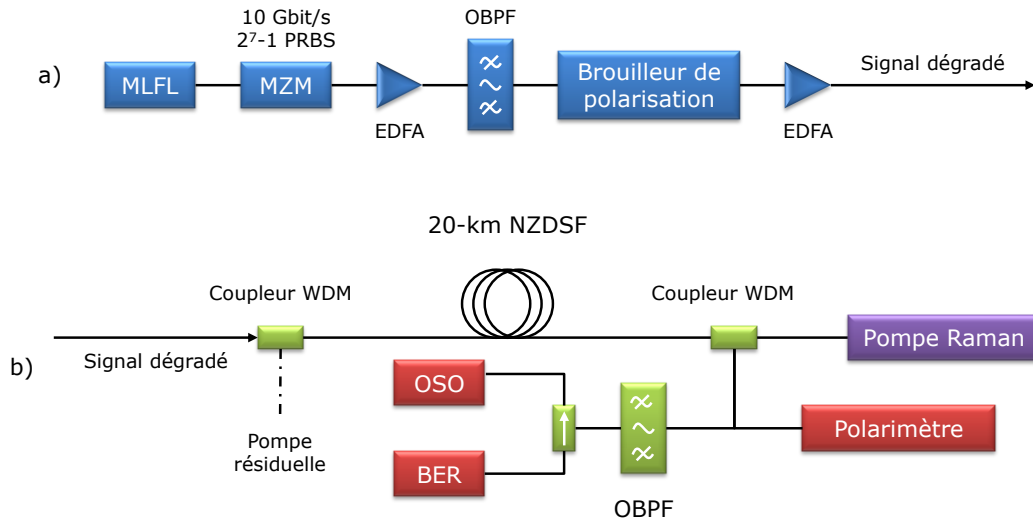 a)
10 Gbit/s
2⁷-1 PRBS
OBPF
MLFL
MZM
EDFA
Brouilleur de
polarisation
EDFA
Signal dégradé
20-km NZDSF
b)
Coupleur WDM
Coupleur WDM
Signal dégradé
Pompe Raman
Pompe
résiduelle
OSO
BER
OBPF
Polarimètre